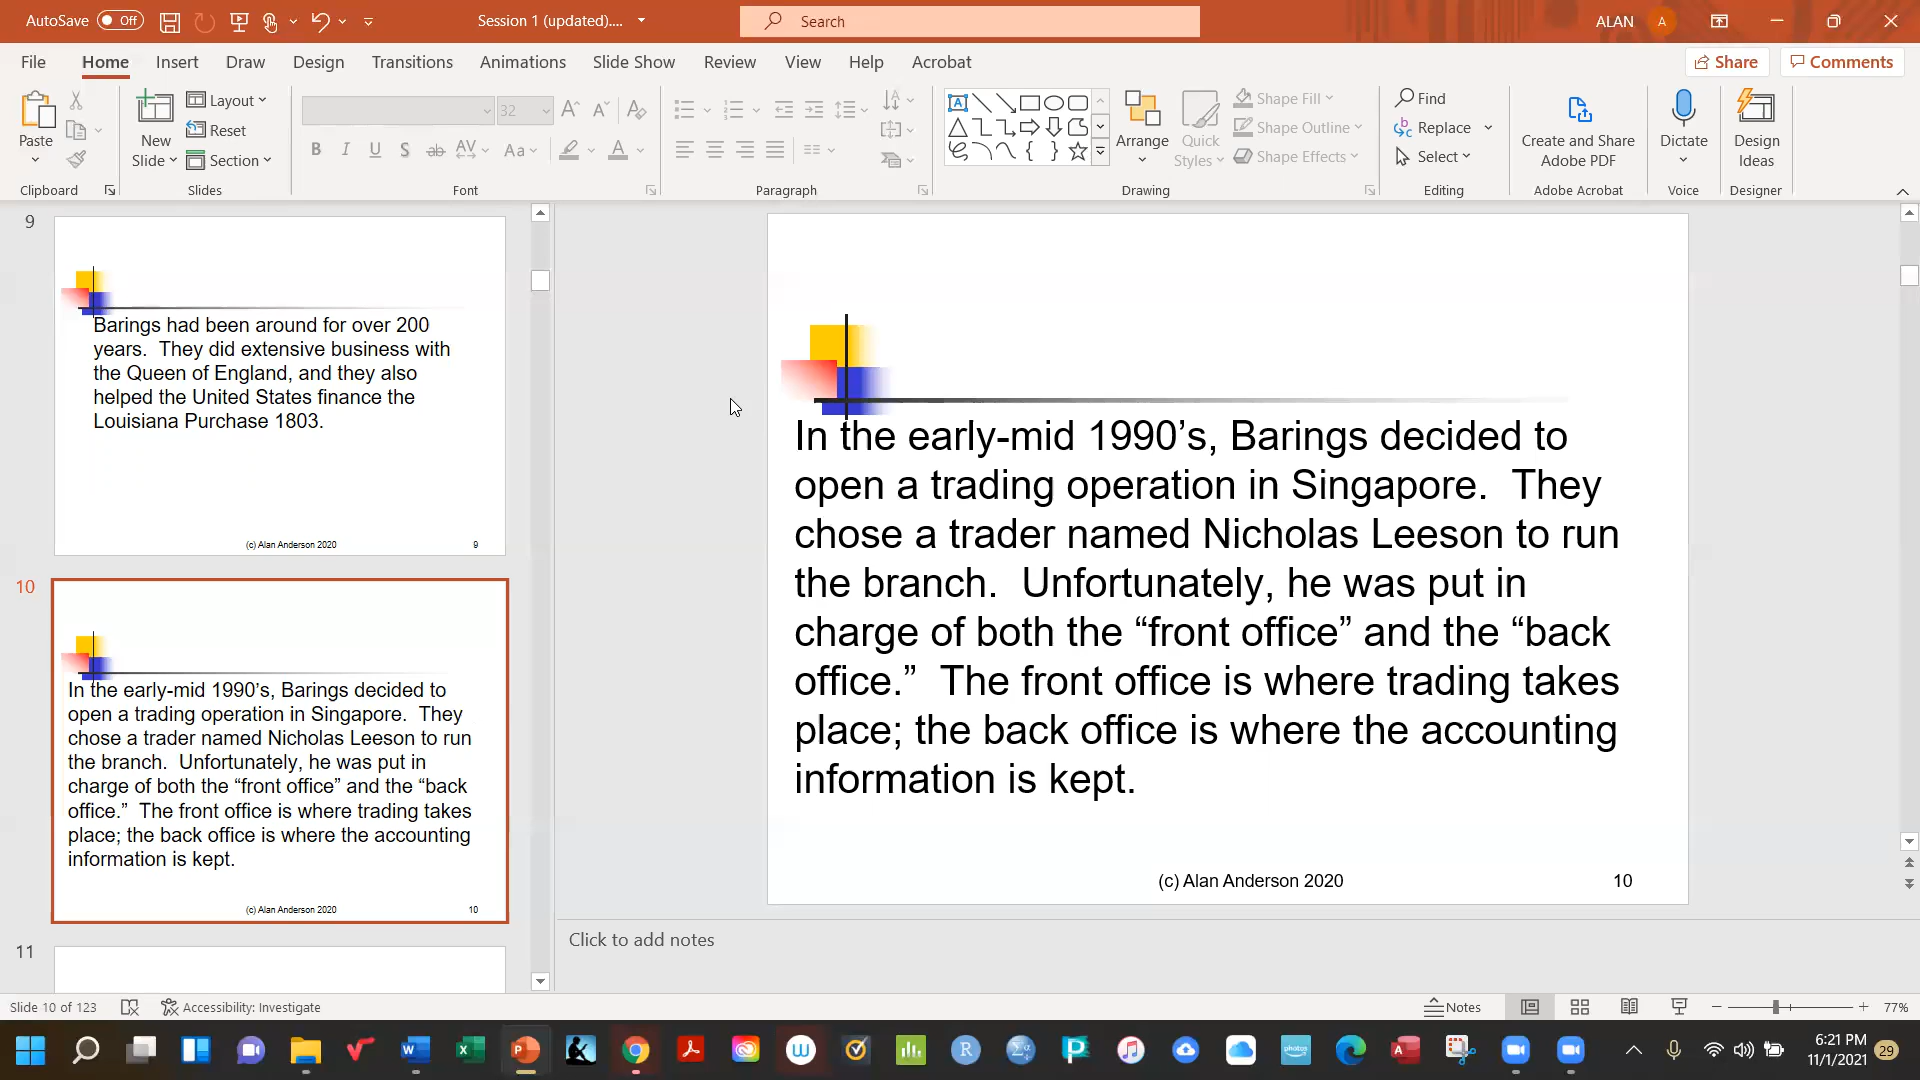 AutoSave Off
Session 1 (updated)....
Search
ALAN
A
File Home Insert Draw Design Transitions Animations Slide Show Review View Help Acrobat
Share
Comments
Paste
New
Slide
Layout
Reset
Section
32
B I U S ab AV Aa A
Arrange
Quick
Styles
Shape Fill
Shape Outline
Shape Effects
Find
Replace
Select
Create and Share
Adobe PDF
Dictate
Design
Ideas
Clipboard
Slides
Font
Paragraph
Drawing
Editing
Adobe Acrobat
Voice
Designer
9
Barings had been around for over 200
years. They did extensive business with
the Queen of England, and they also
helped the United States finance the
Louisiana Purchase 1803.
(c) Alan Anderson 2020
9
10
In the early-mid 1990’s, Barings decided to
open a trading operation in Singapore. They
chose a trader named Nicholas Leeson to run
the branch. Unfortunately, he was put in
charge of both the “front office” and the “back
office.” The front office is where trading takes
place; the back office is where the accounting
information is kept.
(c) Alan Anderson 2020
10
11
In the early-mid 1990’s, Barings decided to
open a trading operation in Singapore. They
chose a trader named Nicholas Leeson to run
the branch. Unfortunately, he was put in
charge of both the “front office” and the “back
office.” The front office is where trading takes
place; the back office is where the accounting
information is kept.
(c) Alan Anderson 2020
10
Click to add notes
Slide 10 of 123
Accessibility: Investigate
Notes
77%
6:21 PM
11/1/2021
29